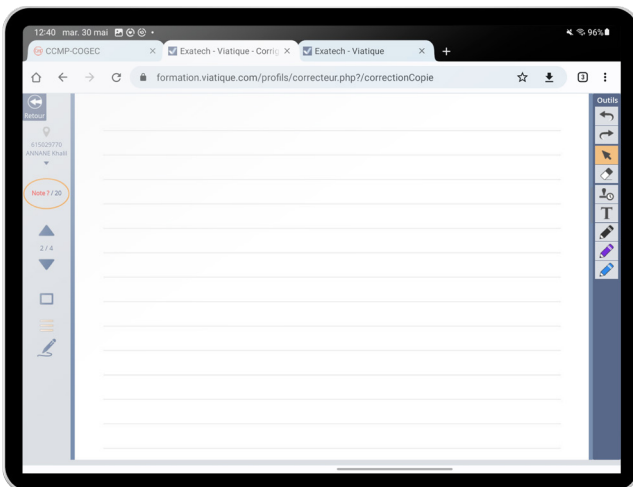 12:40 mar. 30 mai
96%
CCMP-COGEC
Exatech - Viatique - Corrig
Exatech - Viatique
formation.viatique.com/profils/correcteur.php?/correctionCopie
3
Retour
Outils
615029770
ANNANE Khalil
Note ? / 20
2 / 4
T